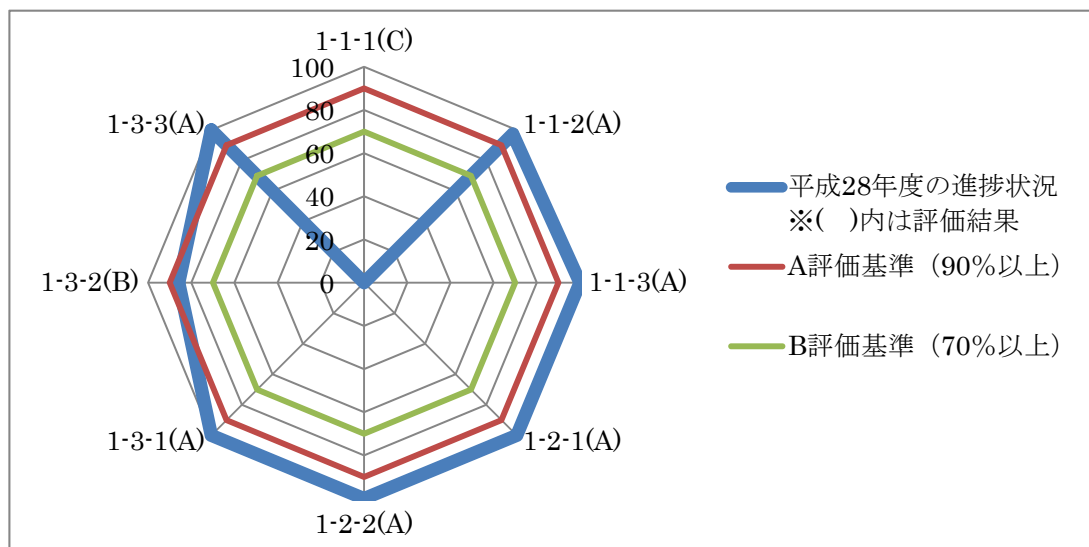 1-1-1(C)
100
80
60
40
20
0
1-3-3(A)
1-1-2(A)
1-3-2(B)
1-1-3(A)
1-3-1(A)
1-2-1(A)
1-2-2(A)
平成28年度の進捗状況
※(　)内は評価結果
A評価基準（90％以上）
B評価基準（70％以上）